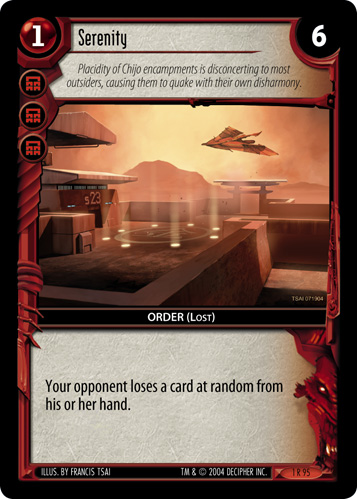 1 Serenity 6
Placidity of Chijo encampments is disconcerting to most
outsiders, causing them to quake with their own disharmony.
S 23
TSAI 071904
ORDER (LOST)
Your opponent loses a card at random from
his or her hand.
ILLUS. BY FRANCIS TSAI TM & © 2004 DECIPHER INC. 1 R 95